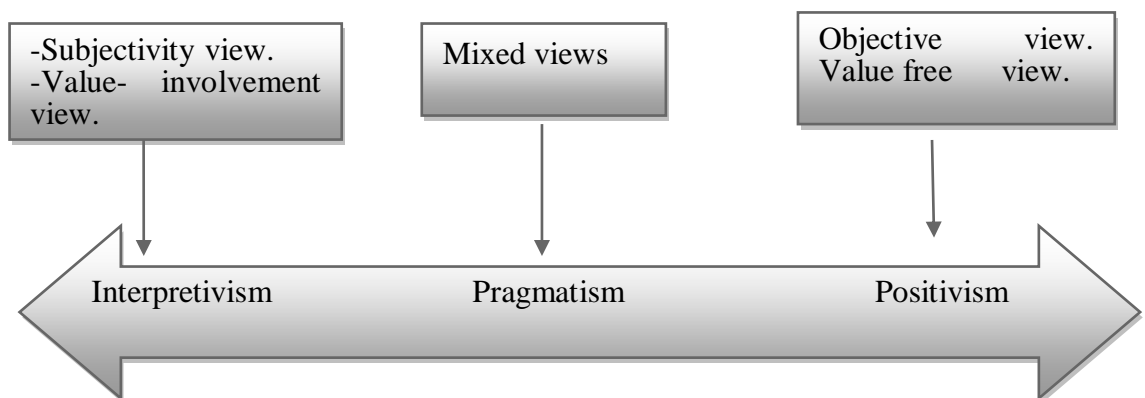 -Subjectivity view.
-Value- involvement
view.
Mixed views
Objective view.
Value free view.
Interpretivism
Pragmatism
Positivism